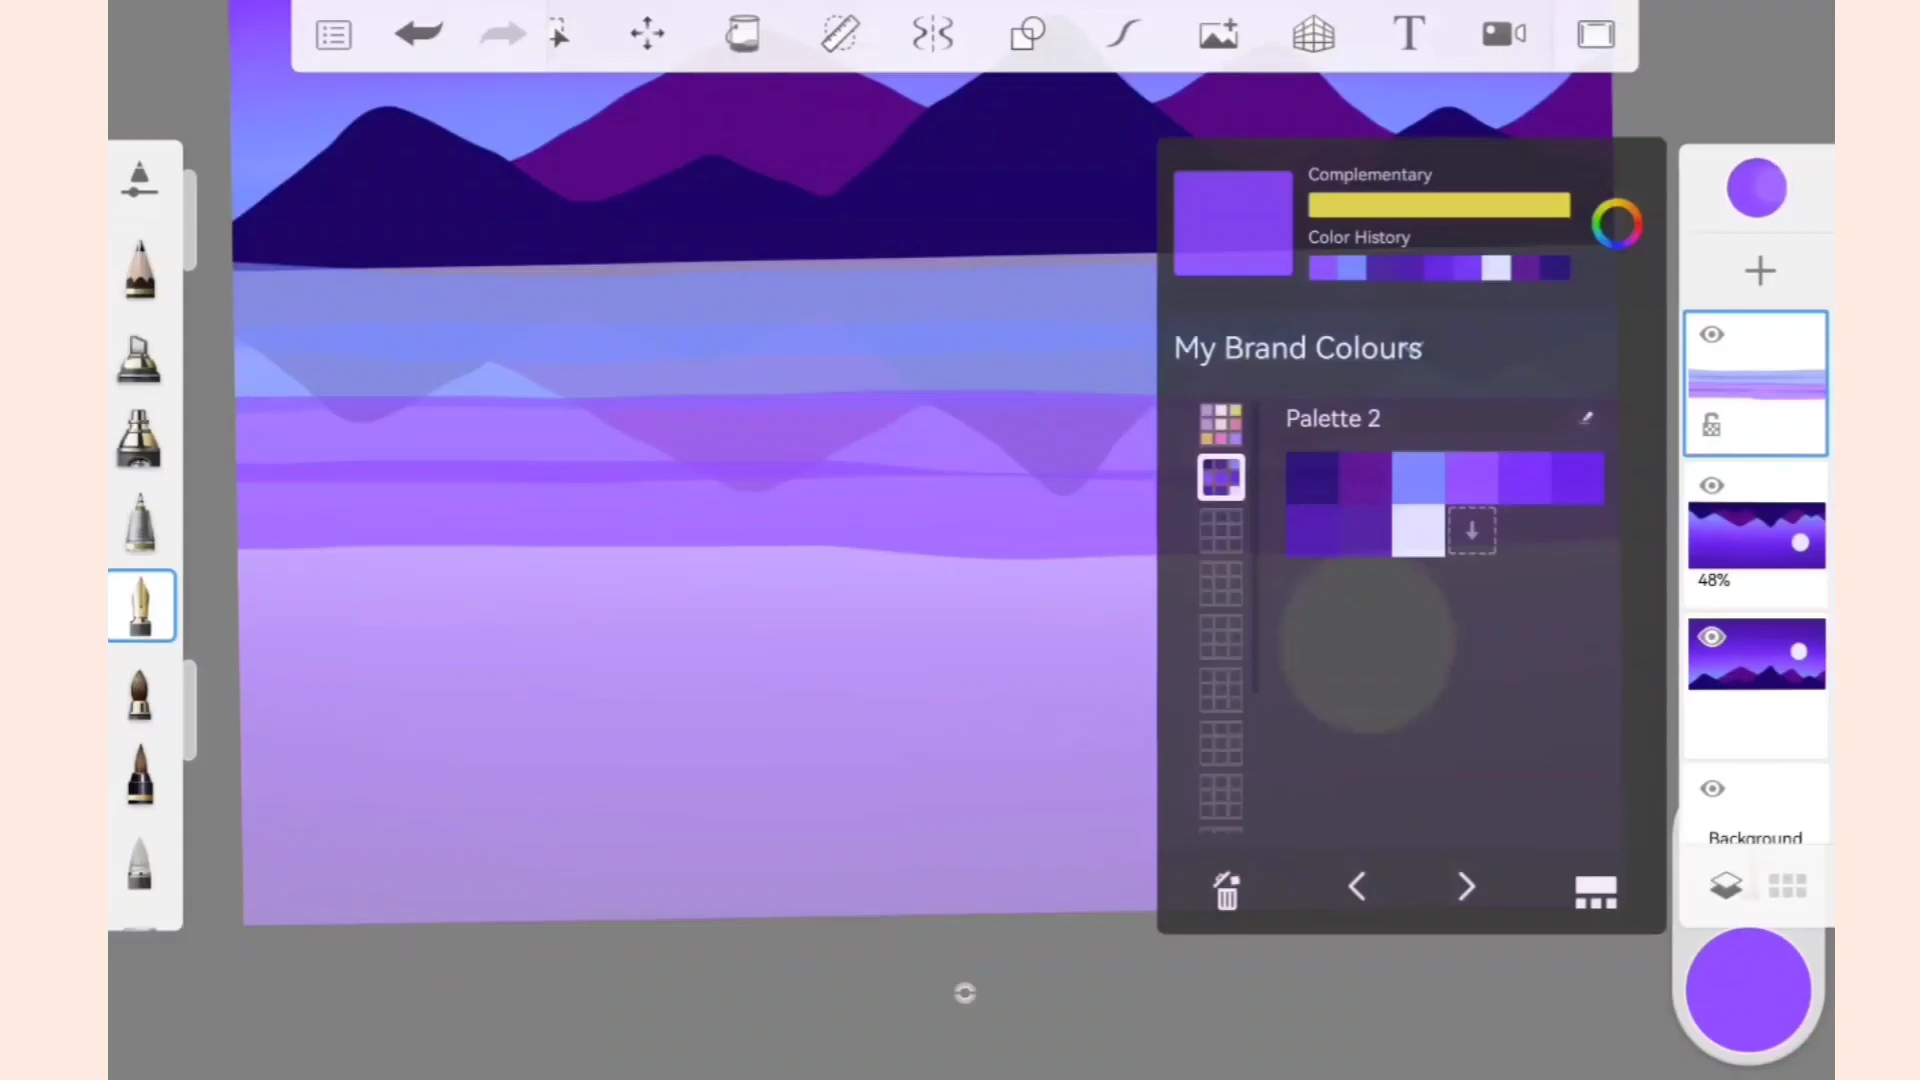 T
Complementary
Color History
My Brand Colours
Palette 2
48%
Background